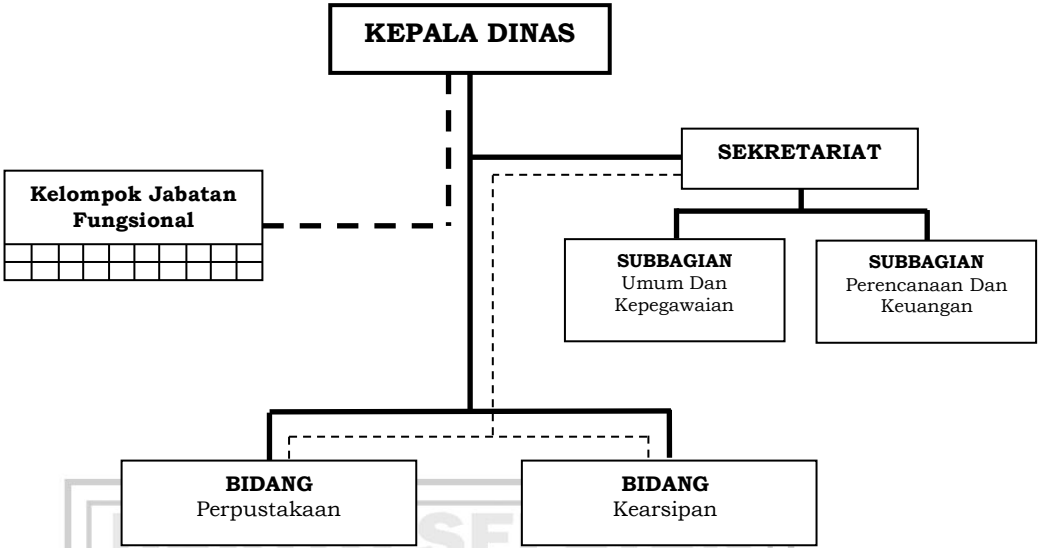 KEPALA DINAS
SEKRETARIAT
Kelompok Jabatan
Fungsional
SUBBAGIAN
Umum Dan
Kepegawaian
SUBBAGIAN
Perencanaan Dan
Keuangan
BIDANG
Perpustakaan
BIDANG
Kearsipan